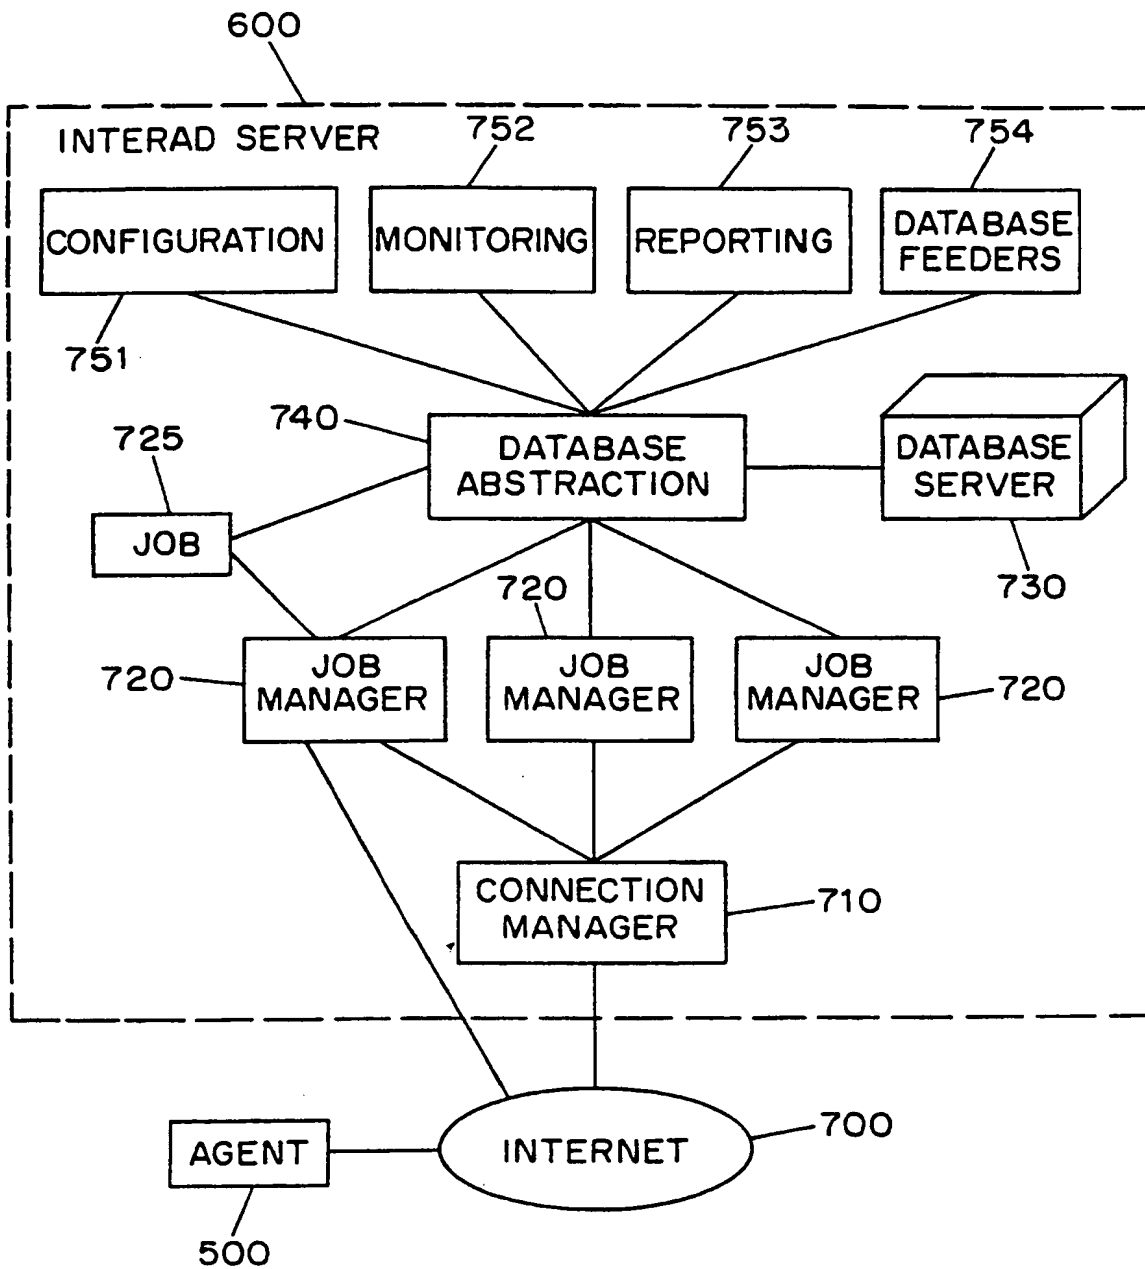 600
INTERAD SERVER
752
753
754
CONFIGURATION
MONITORING
REPORTING
DATABASE
FEEDERS
751
740
725
DATABASE
ABSTRACTION
DATABASE
SERVER
JOB
730
720
720
JOB
MANAGER
JOB
MANAGER
JOB
MANAGER
720
CONNECTION
MANAGER
710
700
AGENT
INTERNET
500